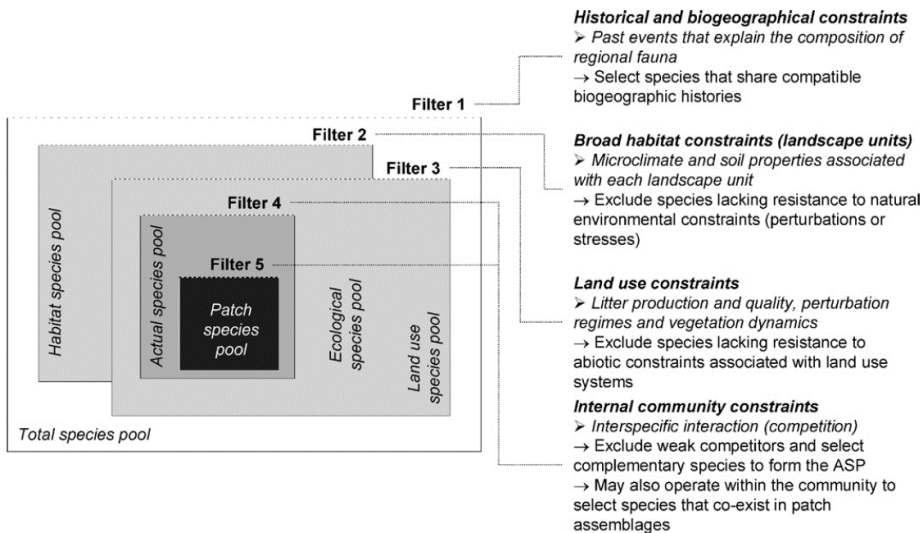 Historical and biogeographical constraints
➢ Past events that explain the composition of
regional fauna
→ Select species that share compatible
biogeographic histories
Filter 1
Filter 2
Filter 3
Filter 4
Filter 5
Habitat species pool
Actual species pool
Patch
species
pool
Ecological
species pool
Land use
species pool
Total species pool
Broad habitat constraints (landscape units)
➢ Microclimate and soil properties associated
with each landscape unit
→ Exclude species lacking resistance to natural
environmental constraints (perturbations or
stresses)
Land use constraints
➢ Litter production and quality, perturbation
regimes and vegetation dynamics
→ Exclude species lacking resistance to
abiotic constraints associated with land use
systems
Internal community constraints
➢ Interspecific interaction (competition)
→ Exclude weak competitors and select
complementary species to form the ASP
→ May also operate within the community to
select species that co-exist in patch
assemblages